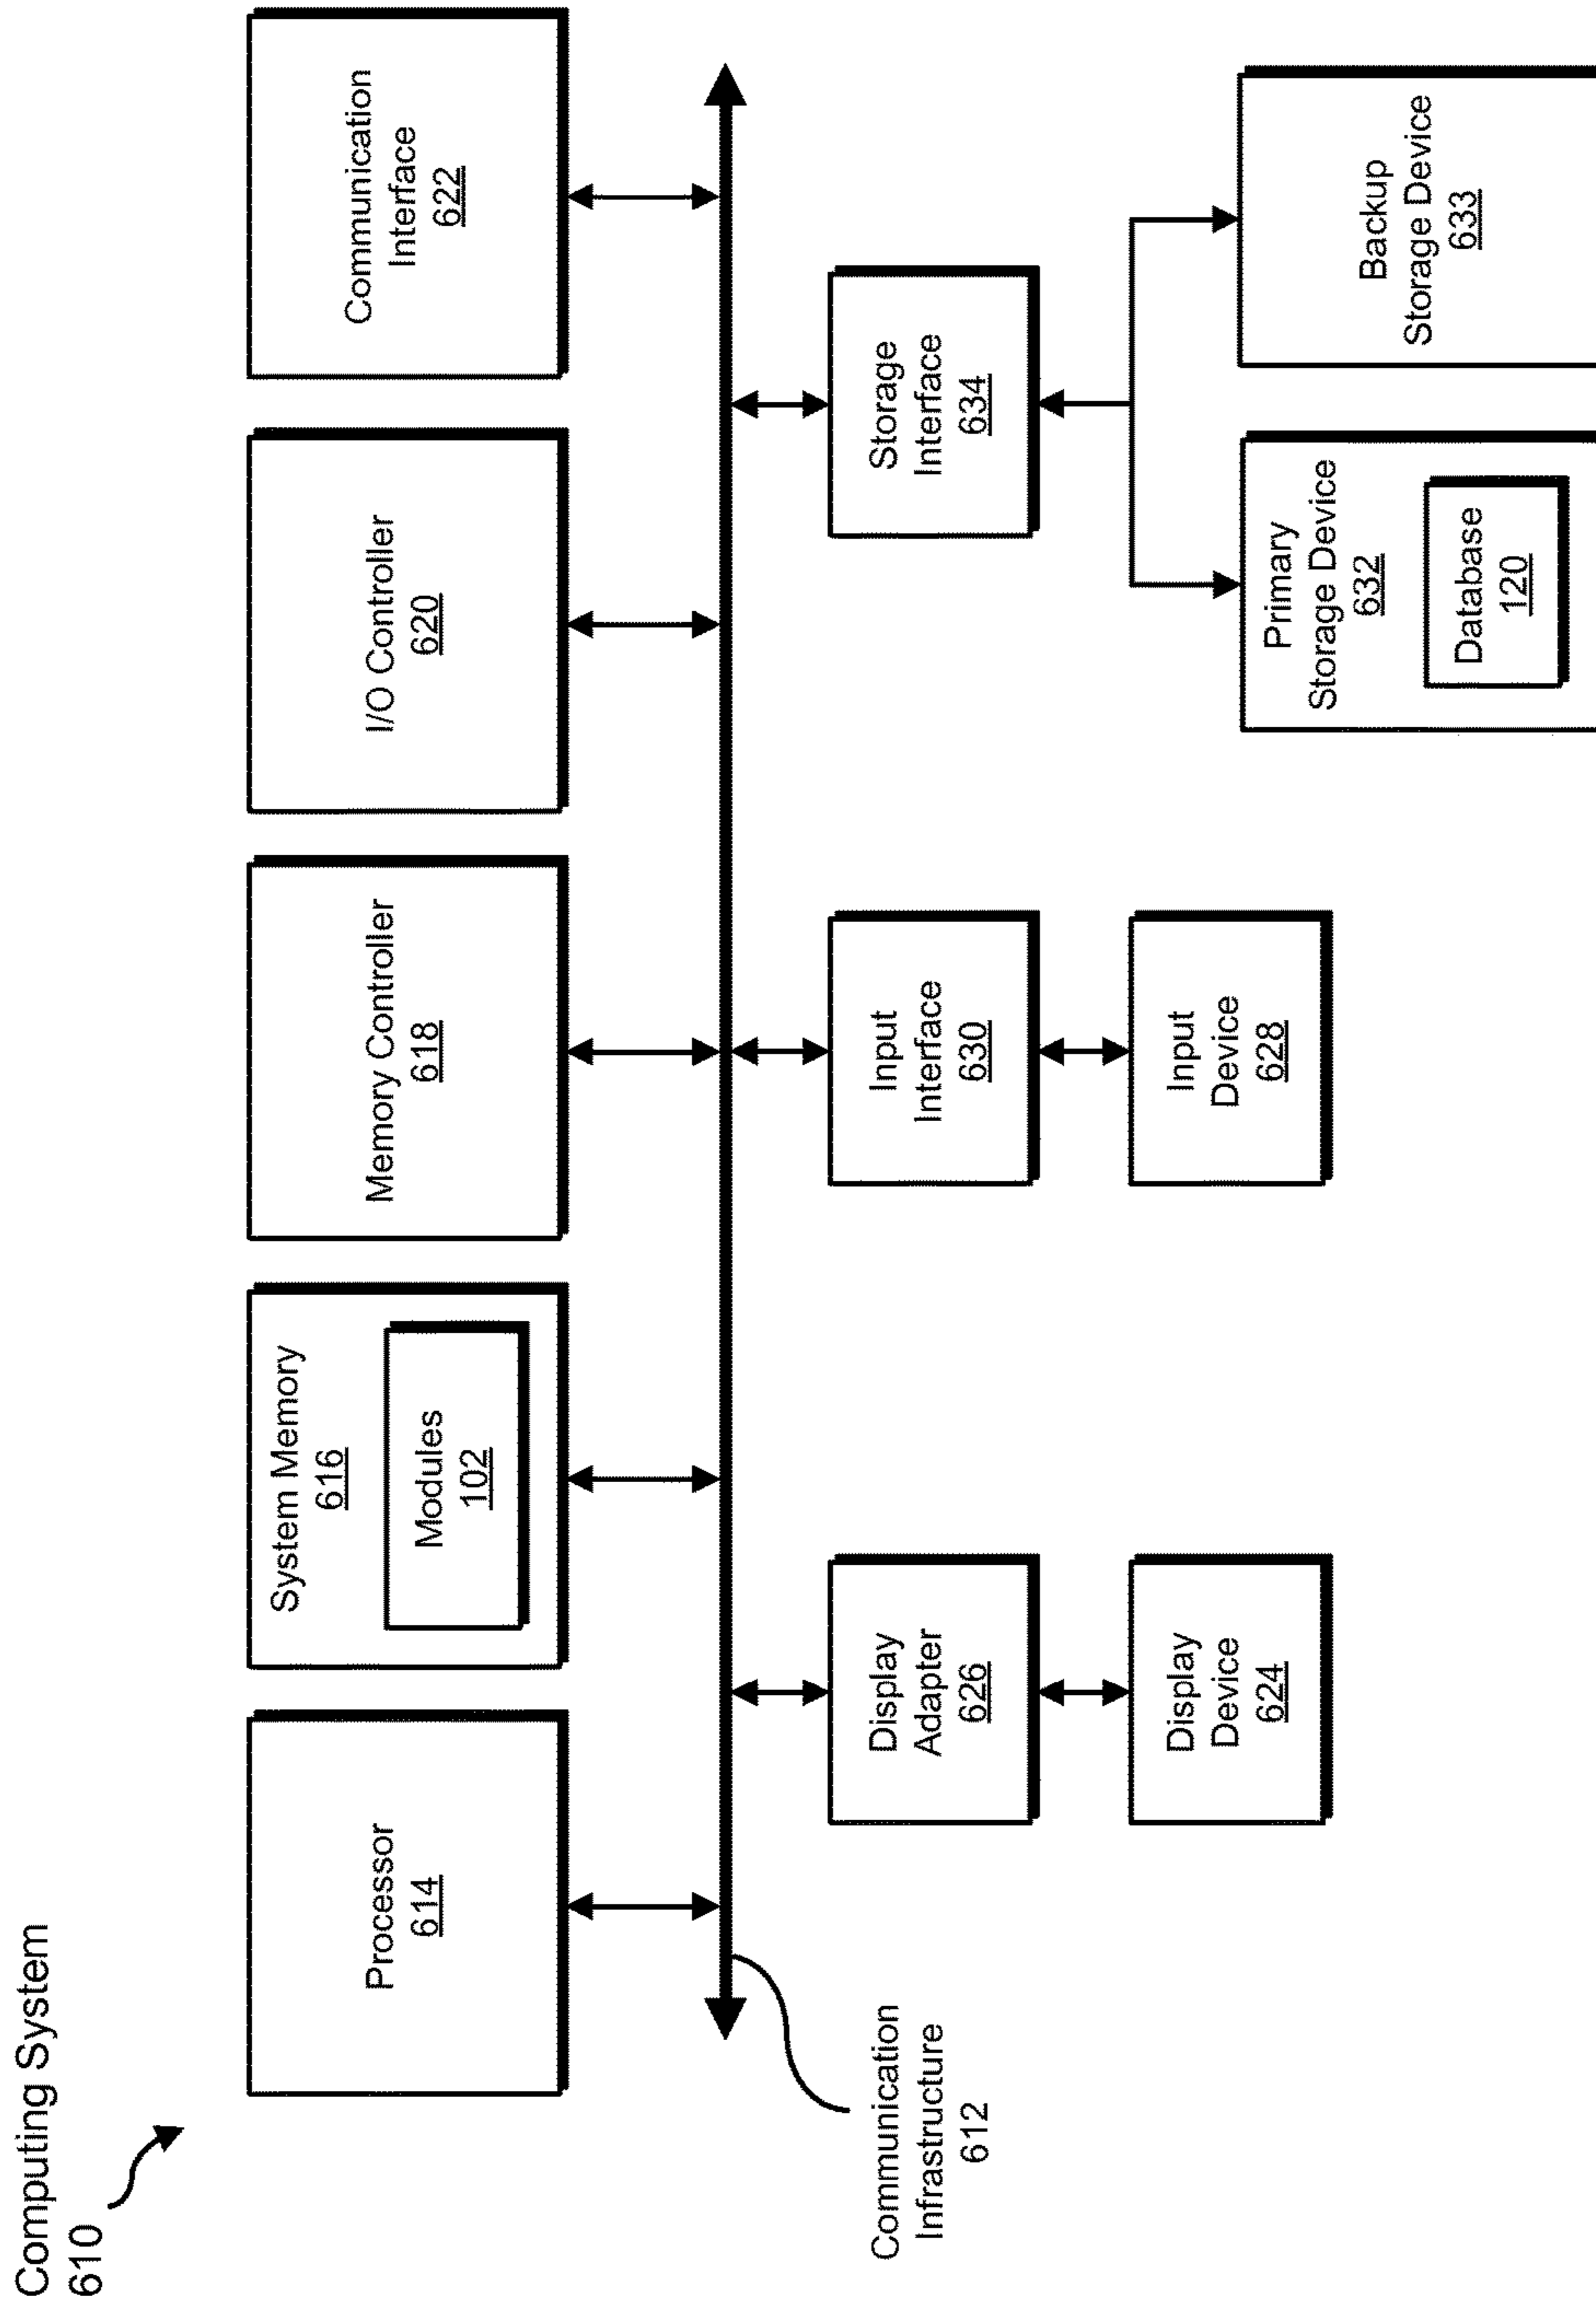 Computing System
610
Processor
614
System Memory
616
Modules
102
Memory Controller
618
I/O Controller
620
Communication
Interface
622
Communication
Infrastructure
612
Display
Adapter
626
Input
Interface
630
Storage
Interface
634
Display
Device
624
Input
Device
628
Primary
Storage Device
632
Database
120
Backup
Storage Device
633